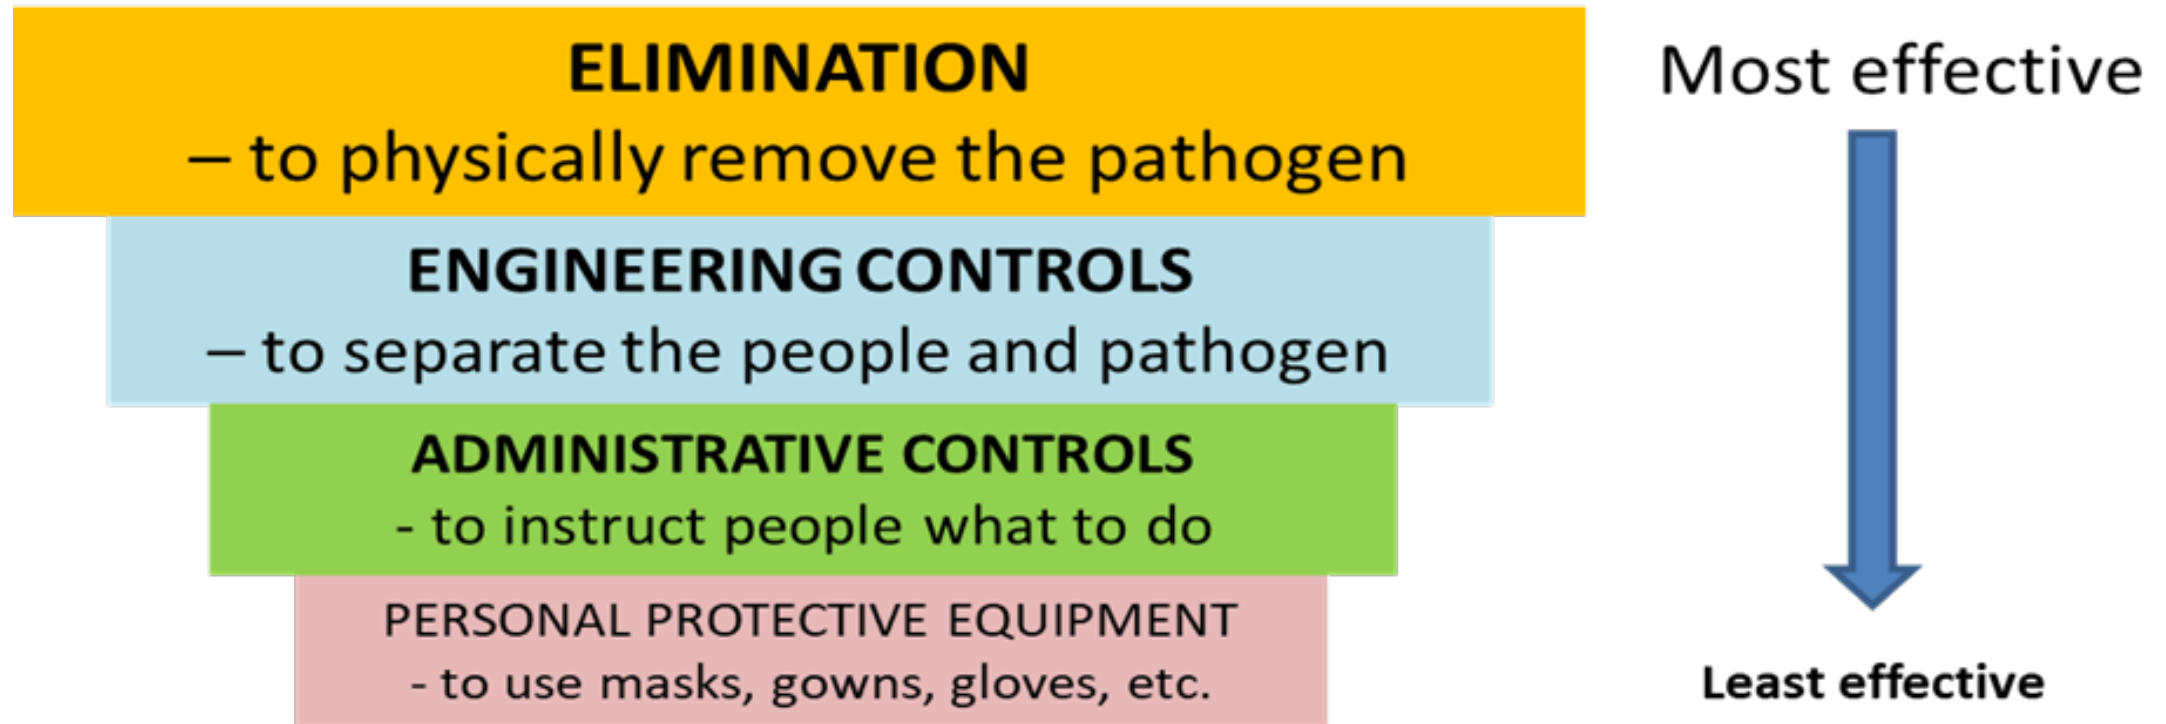 ELIMINATION
– to physically remove the pathogen
ENGINEERING CONTROLS
– to separate the people and pathogen
ADMINISTRATIVE CONTROLS
- to instruct people what to do
PERSONAL PROTECTIVE EQUIPMENT
- to use masks, gowns, gloves, etc.
Most effective
Least effective